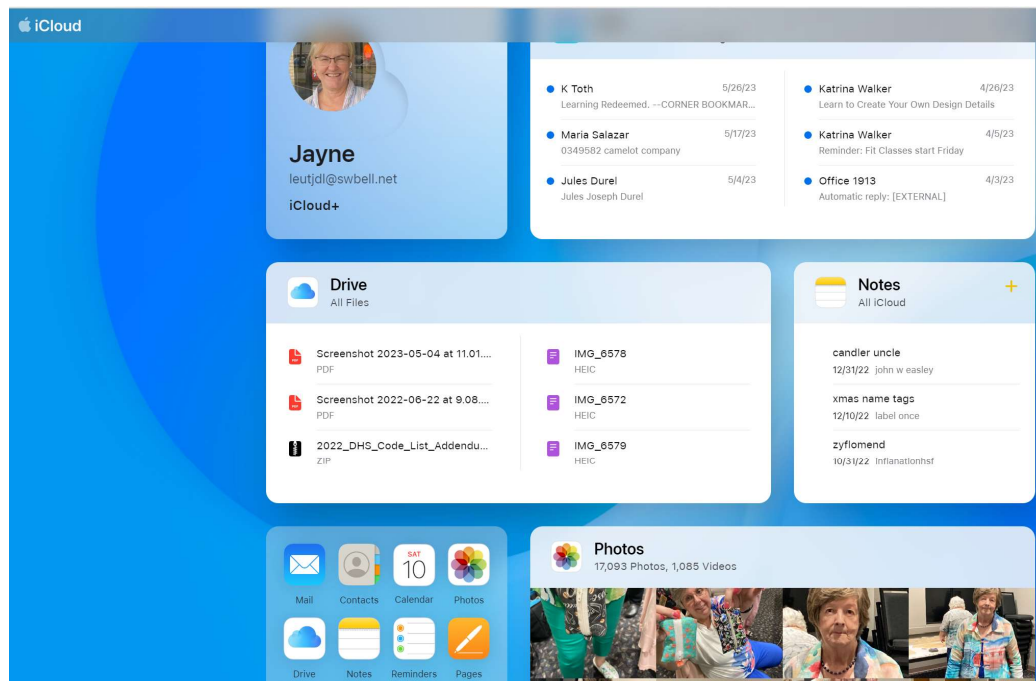 iCloud
Jayne
leutjdl@swbell.net
iCloud+
K Toth 5/26/23
Learning Redeemed. --CORNER BOOKMAR...
Maria Salazar 5/17/23
0349582 camelot company
Jules Durel 5/4/23
Jules Joseph Durel
Katrina Walker 4/26/23
Learn to Create Your Own Design Details
Katrina Walker 4/5/23
Reminder: Fit Classes start Friday
Office 1913 4/3/23
Automatic reply: [EXTERNAL]
Drive
All Files
Screenshot 2023-05-04 at 11.01....
PDF
Screenshot 2022-06-22 at 9.08....
PDF
2022_DHS_Code_List_Addendu...
ZIP
IMG_6578
HEIC
IMG_6572
HEIC
IMG_6579
HEIC
Notes
All iCloud
candler uncle
12/31/22 john w easley
xmas name tags
12/10/22 label once
zyflomend
10/31/22 Inflanationhsf
SAT
10
Mail Contacts Calendar Photos
Drive Notes Reminders Pages
Photos
17,093 Photos, 1,085 Videos